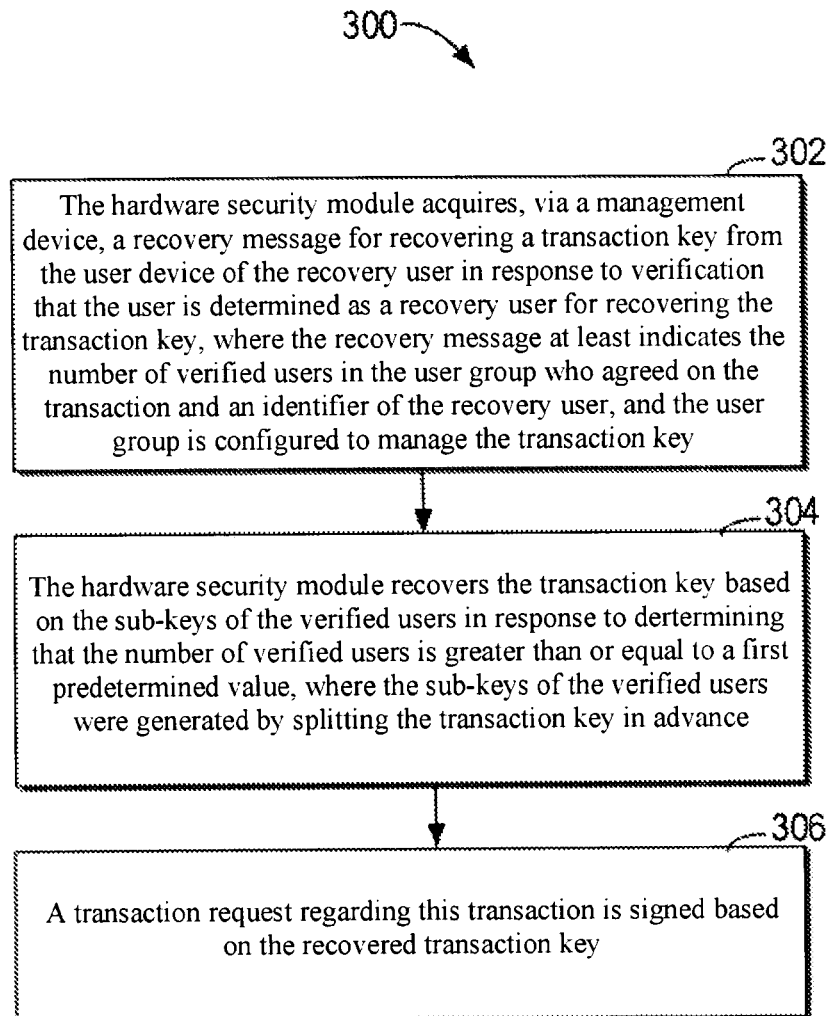 300
302
The hardware security module acquires, via a management
device, a recovery message for recovering a transaction key from
the user device of the recovery user in response to verification
that the user is determined as a recovery user for recovering the
transaction key, where the recovery message at least indicates the
number of verified users in the user group who agreed on the
transaction and an identifier of the recovery user, and the user
group is configured to manage the transaction key
304
The hardware security module recovers the transaction key based
on the sub-keys of the verified users in response to dertermining
that the number of verified users is greater than or equal to a first
predetermined value, where the sub-keys of the verified users
were generated by splitting the transaction key in advance
306
A transaction request regarding this transaction is signed based
on the recovered transaction key